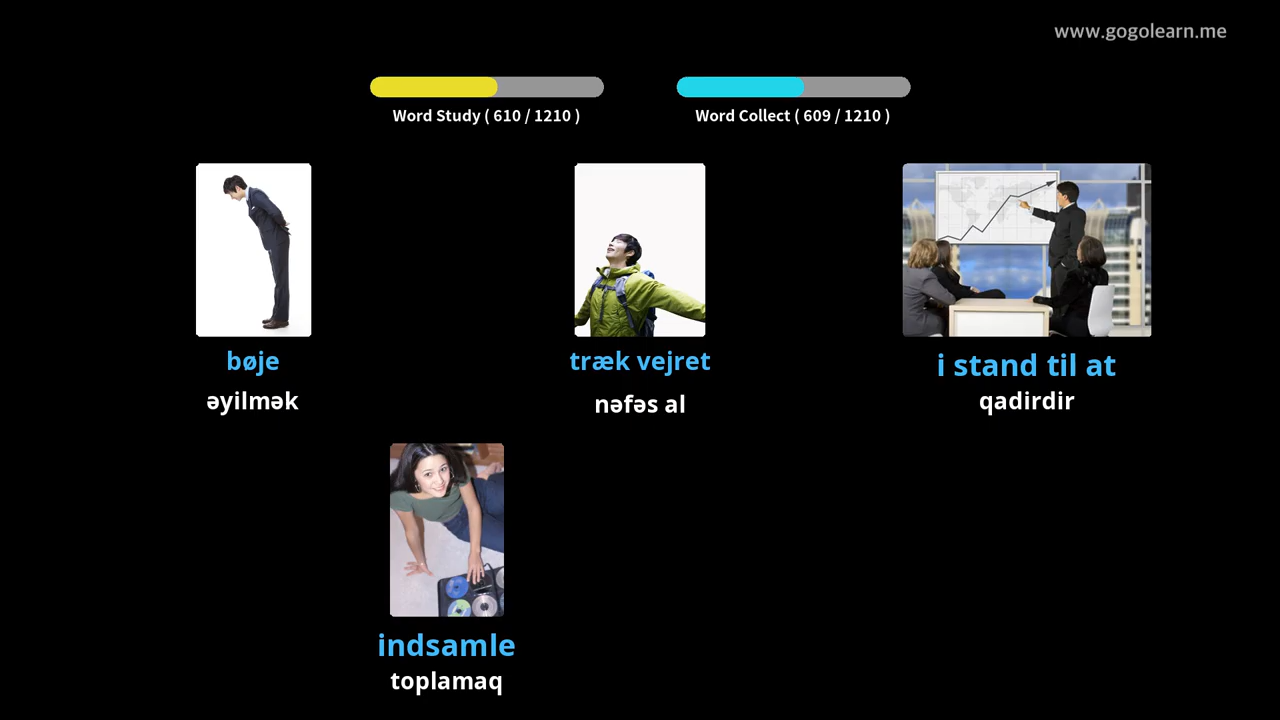 www.gogolearn.me
Word Study ( 610 / 1210 )
Word Collect ( 609 / 1210 )
bøje
əyilmək
træk vejret
nəfəs al
i stand til at
qadirdir
indsamle
toplamaq